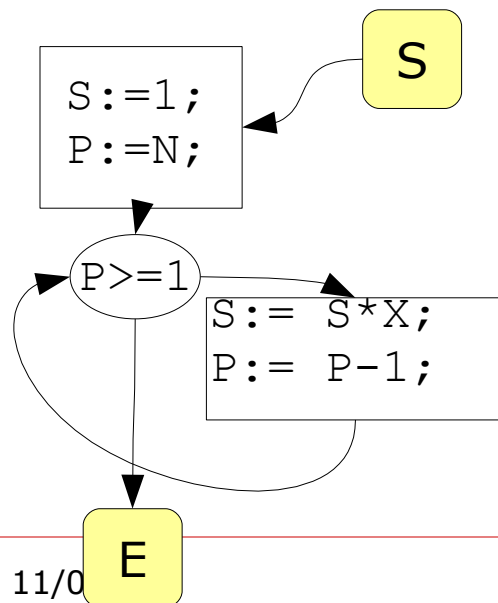 S
S:=1;
P:=N;
P>=1
S:= S*X;
P:= P-1;
E
11/0